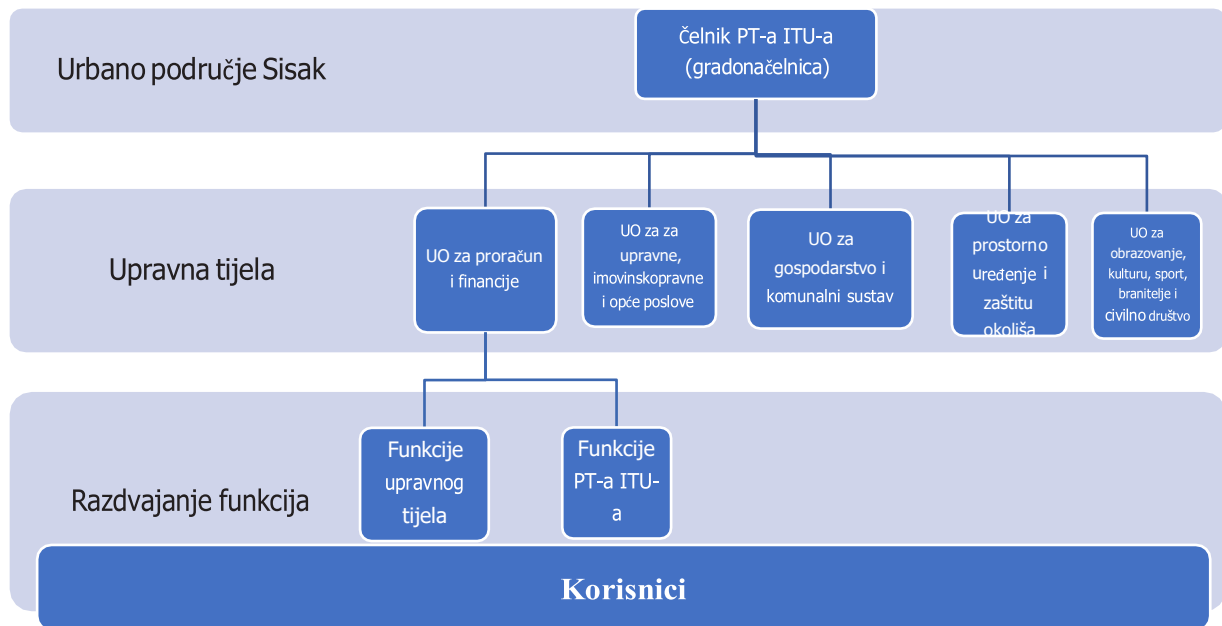 Urbano područje Sisak
Čelnik PT-a ITU-a
(gradonačelnica)
Upravna tijela
UO za proračun
i financije
UO za za
upravne,
imovinskopravne
i opće poslove
UO za
gospodarstvo i
komunalni sustav
UO za
prostorno
uređenje i
zaštitu
okoliša
UO za
obrazovanje,
kulturu, sport,
branitelje i
civilno društvo
Razdvajanje funkcija
Funkcije
upravnog
tijela
Funkcije
PT-a ITU-
a
Korisnici